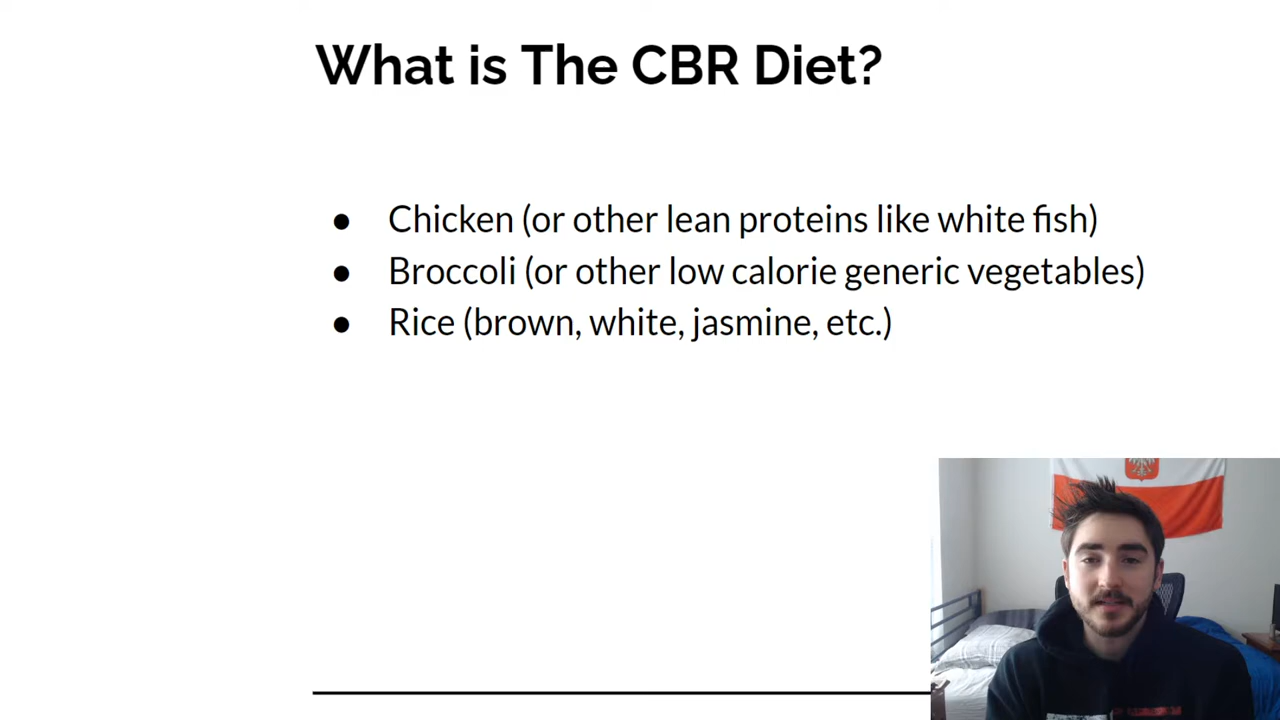 What is The CBR Diet?
● Chicken (or other lean proteins like white fish)
● Broccoli (or other low calorie generic vegetables)
● Rice (brown, white, jasmine, etc.)